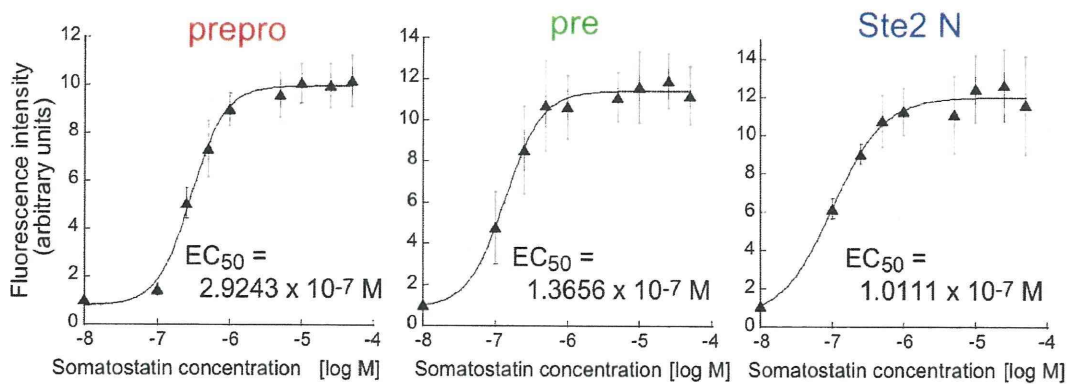 prepro
pre
Ste2 N
Fluorescence intensity
(arbitrary units)
12
10
8
6
4
2
0
EC50 =
2.9243 x 10-7 M
-8 -7 -6 -5 -4
Somatostatin concentration [log M]
14
12
10
8
6
4
2
0
EC50 =
1.3656 x 10-7 M
-8 -7 -6 -5 -4
Somatostatin concentration [log M]
14
12
10
8
6
4
2
0
EC50 =
1.0111 x 10-7 M
-8 -7 -6 -5 -4
Somatostatin concentration [log M]